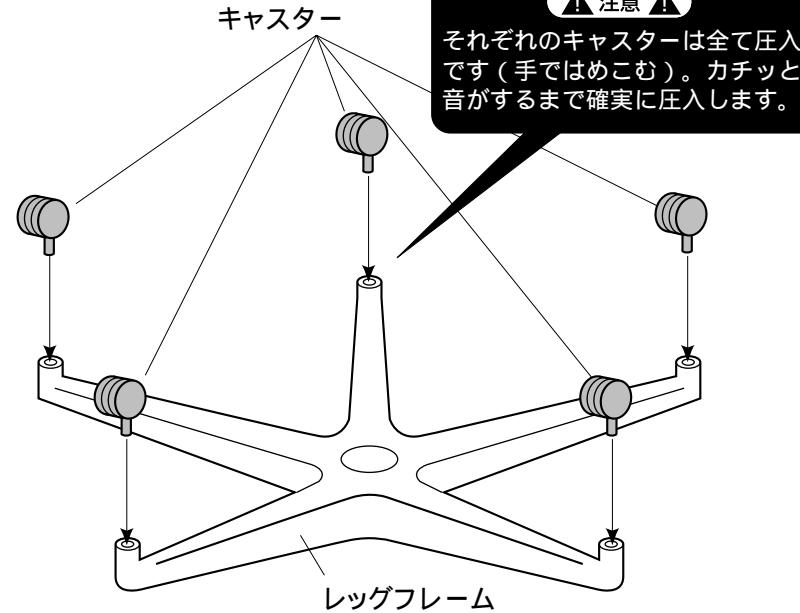 キャスター
注意
それぞれのキャスターは全て圧入
です（手ではめこむ）。カチッと
音がするまで確実に圧入します。
レッグフレーム